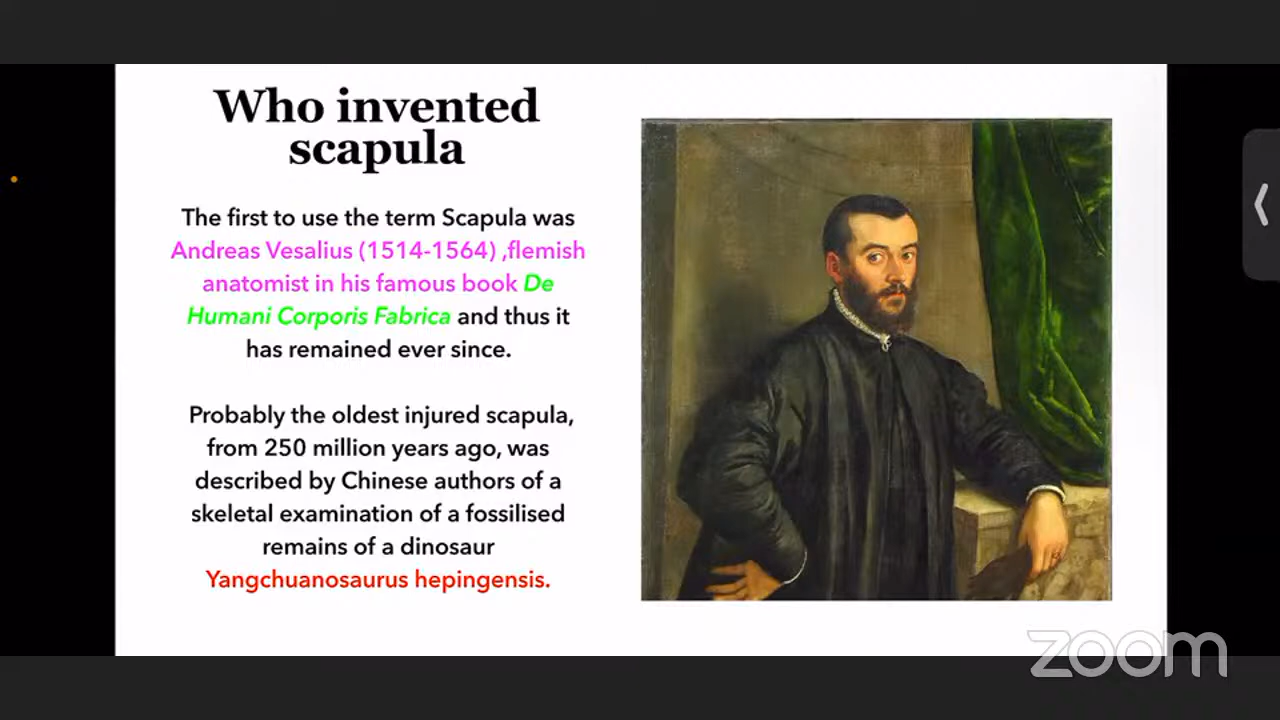 Who invented
scapula
The first to use the term Scapula was
Andreas Vesalius (1514-1564) ,flemish
anatomist in his famous book De
Humani Corporis Fabrica and thus it
has remained ever since.
Probably the oldest injured scapula,
from 250 million years ago, was
described by Chinese authors of a
skeletal examination of a fossilised
remains of a dinosaur
Yangchuanosaurus hepingensis.
zoom